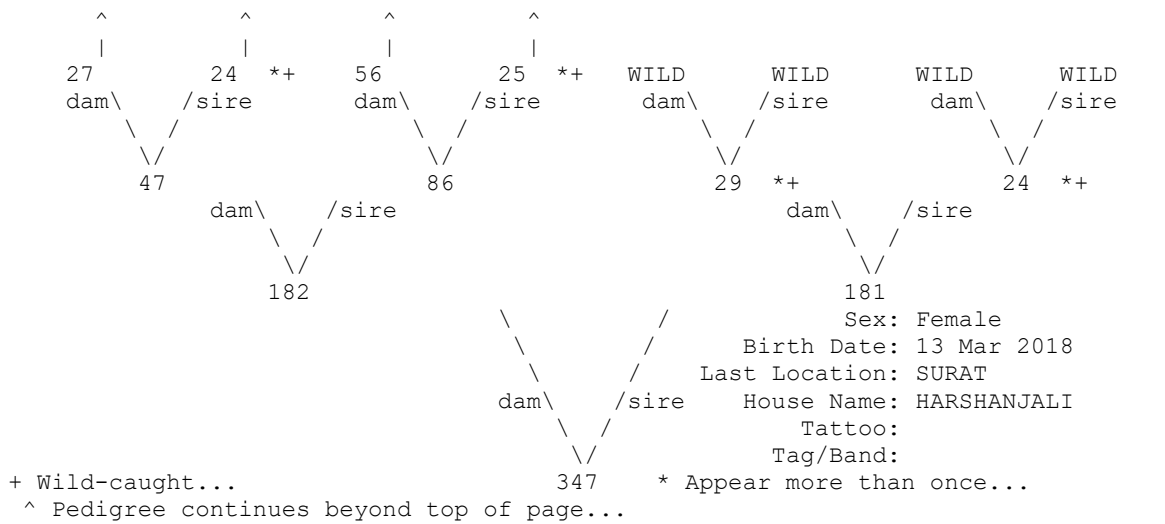 ^ ^ ^ ^
| | | |
27 24 *+ 56 25 *+ WILD WILD WILD WILD
dam\ /sire dam\ /sire dam\ /sire dam\ /sire
\ / \ / \ / \ /
\/ \/ \/ \/
47 86 29 *+ 24 *+
dam\ /sire dam\ /sire
\ / \ /
\/ \/
182 181
\ / Sex: Female
\ / Birth Date: 13 Mar 2018
\ / Last Location: SURAT
dam\ /sire House Name: HARSHANJALI
\ / Tattoo:
\/ Tag/Band:
+ Wild-caught... 347 * Appear more than once...
^ Pedigree continues beyond top of page...